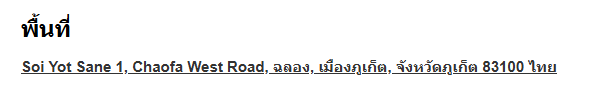 พื้นที่
Soi Yot Sane 1, Chaofa West Road, ฉลอง, เมืองภูเก็ต, จังหวัดภูเก็ต 83100 ไทย